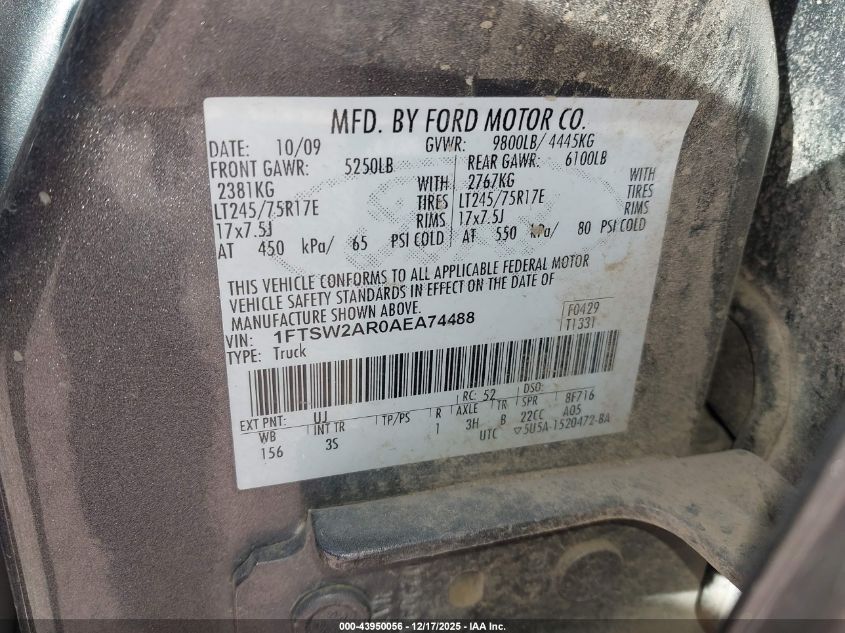 MFD. BY FORD MOTOR CO.
DATE: 10/09 GVWR: 9800LB/ 4445KG
FRONT GAWR: 5250LB REAR GAWR: 6100LB
2381KG WITH 2767KG WITH
LT245/75R17E TIRES LT245/75R17E TIRES
17x7.5J RIMS 17x7.5J RIMS
AT 450 kPa/ 65 PSI COLD AT 550 kPa/ 80 PSI COLD
THIS VEHICLE CONFORMS TO ALL APPLICABLE FEDERAL MOTOR
VEHICLE SAFETY STANDARDS IN EFFECT ON THE DATE OF
MANUFACTURE SHOWN ABOVE.
VIN: 1FTSW2AR0AEA74488 F0429
TYPE: Truck T1331
EXT PNT: UJ RC: 52 DSO:
WB INT TR TP/PS R AXLE TR SPR 8F716
156 3S 1 3H B 22CC A05
UTC ▽5U5A-1520472-BA
000-43950056 — 12/17/2025 — IAA Inc.